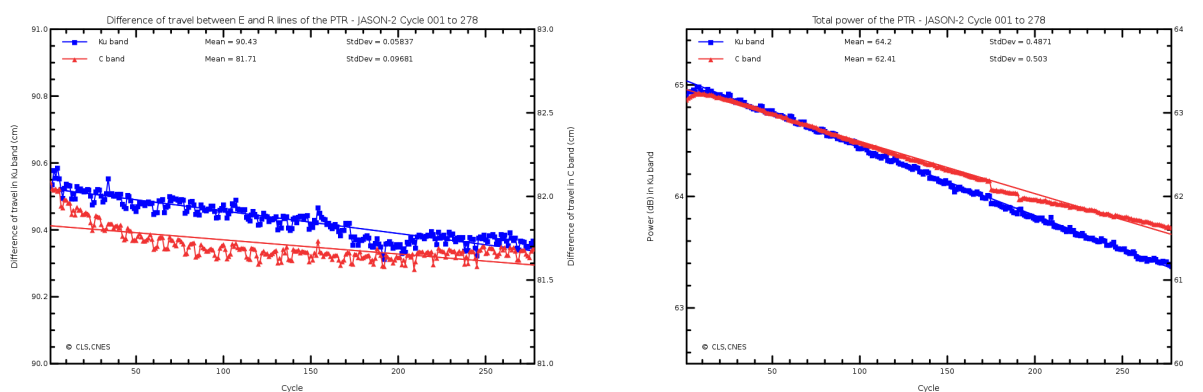 Difference of travel between E and R lines of the PTR - JASON-2 Cycle 001 to 278
Ku band Mean = 90.43 StdDev = 0.05837
C band Mean = 81.71 StdDev = 0.09681
91.0
90.8
90.6
90.4
90.2
90.0
83.0
82.5
82.0
81.5
81.0
Difference of travel in Ku band (cm)
Difference of travel in C band (cm)
© CLS,CNES
50 100 150 200 250
Cycle
Total power of the PTR - JASON-2 Cycle 001 to 278
Ku band Mean = 64.2 StdDev = 0.4871
C band Mean = 62.41 StdDev = 0.503
65
64
63
64
63
62
61
60
Power (dB) in Ku band
© CLS,CNES
50 100 150 200 250
Cycle